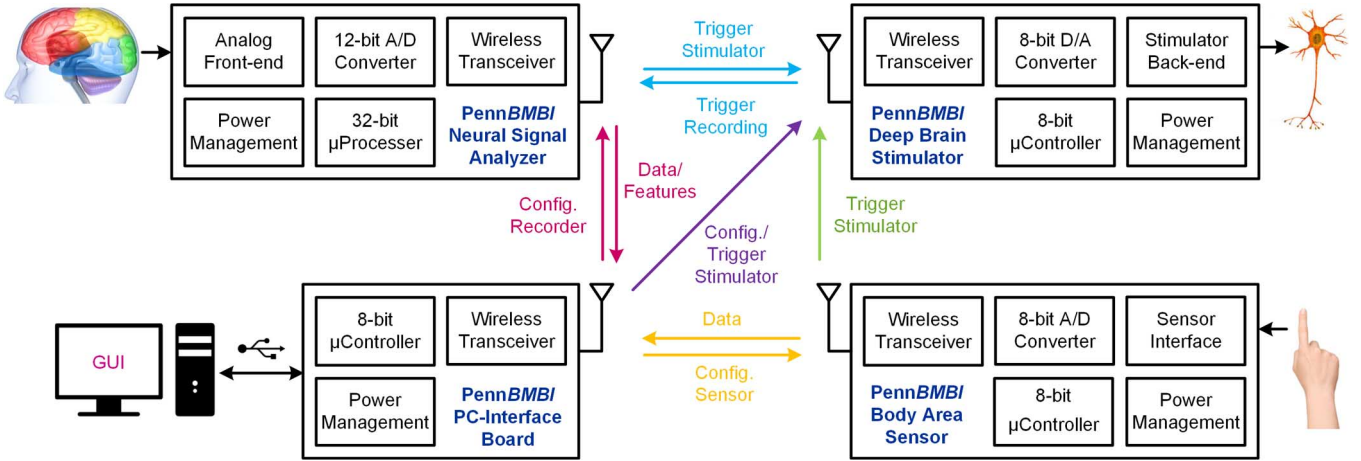 Analog
Front-end
12-bit A/D
Converter
Wireless
Transceiver
Power
Management
32-bit
µProcesser
PennBMBI
Neural Signal
Analyzer
Trigger
Stimulator
Trigger
Recording
Wireless
Transceiver
8-bit D/A
Converter
Stimulator
Back-end
PennBMBI
Deep Brain
Stimulator
8-bit
µController
Power
Management
Config.
Recorder
Data/
Features
Config./
Trigger
Stimulator
Trigger
Stimulator
GUI
8-bit
µController
Wireless
Transceiver
Power
Management
PennBMBI
PC-Interface
Board
Data
Config.
Sensor
Wireless
Transceiver
8-bit A/D
Converter
Sensor
Interface
PennBMBI
Body Area
Sensor
8-bit
µController
Power
Management